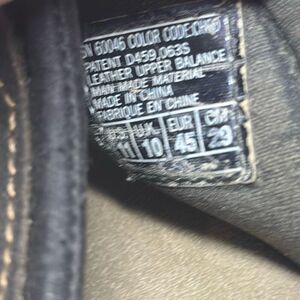 SN 60046 COLOR CODE:
PATENT D459,063S
LEATHER UPPER BALANCE
MAN MADE MATERIAL
MADE IN CHINA
FABRIQUE EN CHINE
U.K. EUR CM
11 10 45 29